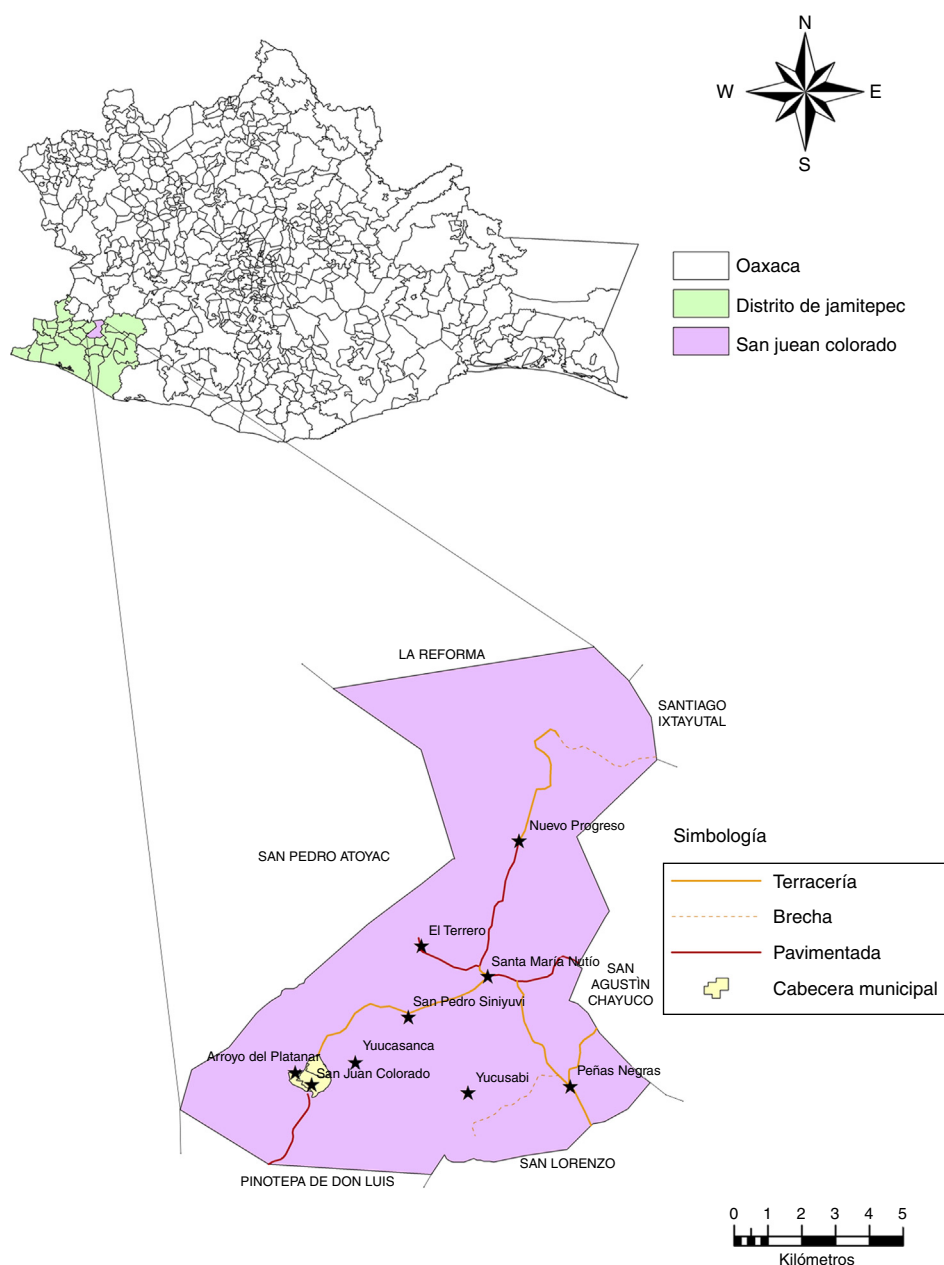 N
W
E
S
Oaxaca
Distrito de jamitepec
San juean colorado
LA REFORMA
SANTIAGO
IXTAYUTAL
Nuevo Progreso
SAN PEDRO ATOYAC
Simbología
Terracería
Brecha
Pavimentada
Cabecera municipal
El Terrero
Santa María Nutío
SAN
AGUSTÌN
CHAYUCO
San Pedro Siniyuvi
Yuucasanca
Arroyo del Platanar
San Juan Colorado
Yucusabi
Peñas Negras
SAN LORENZO
PINOTEPA DE DON LUIS
0 1 2 3 4 5
Kilómetros